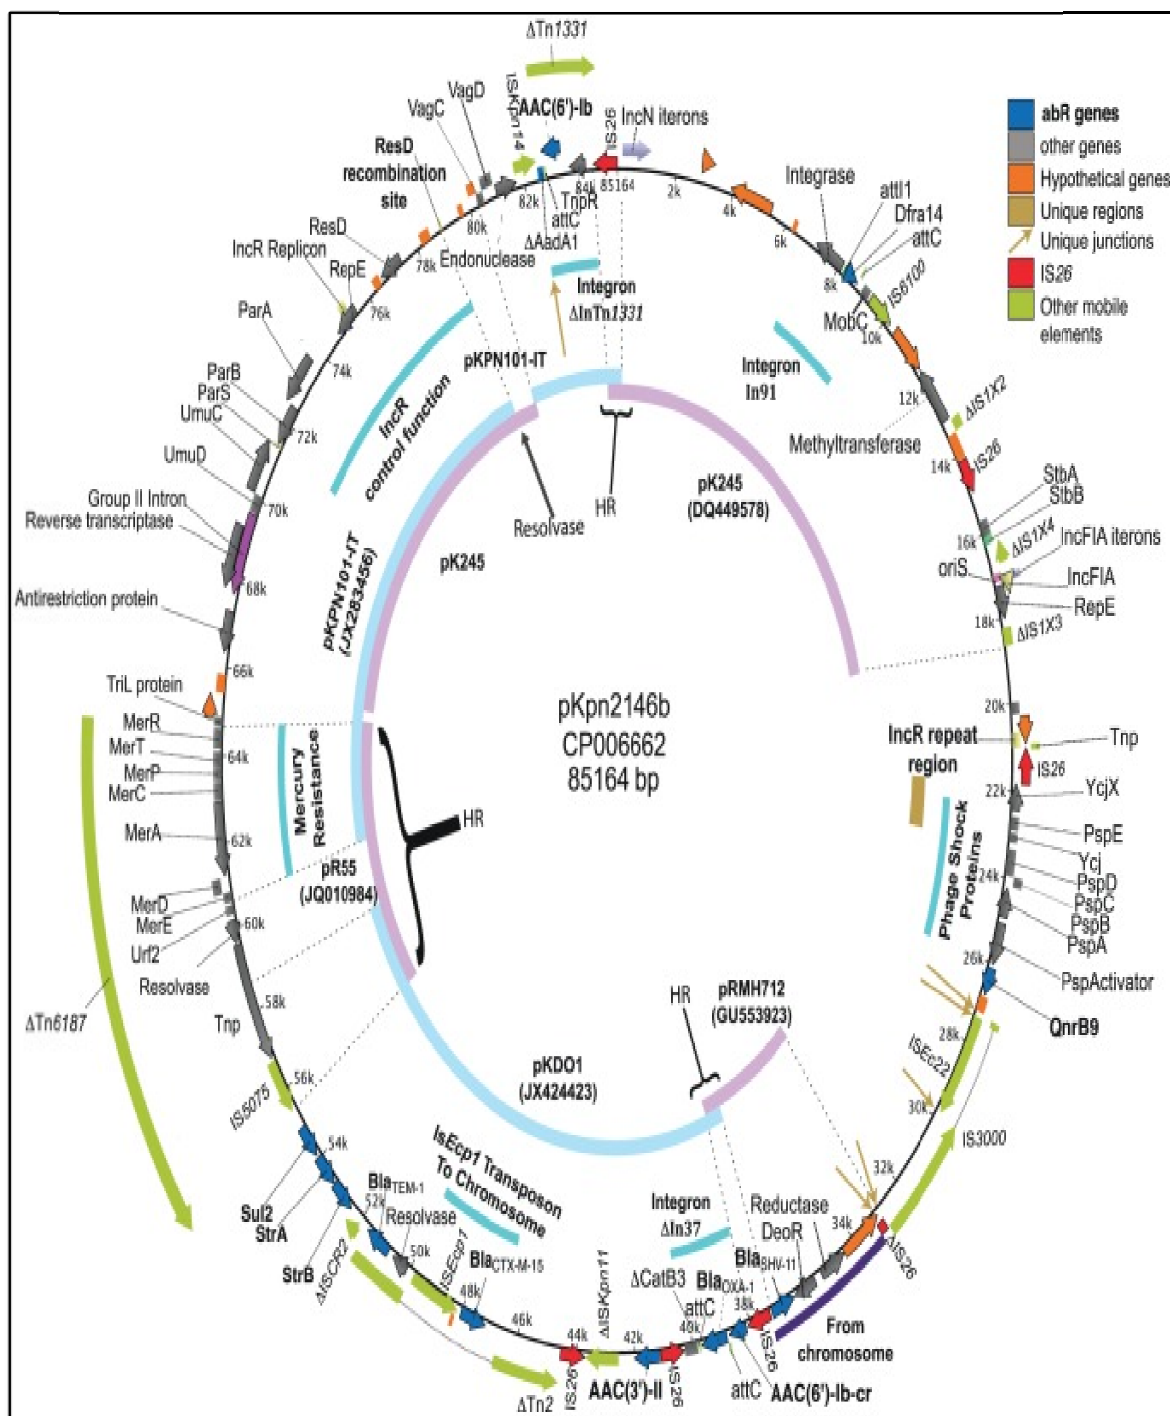 ΔTn1331
ISKpn14
AAC(6')-Ib
IS26
IncN iterons
VagD
VagC
ResD
recombination
site
82k
84k
85164
2k
4k
6k
8k
10k
12k
14k
16k
18k
20k
22k
24k
26k
28k
30k
32k
34k
38k
40k
42k
44k
46k
48k
50k
52k
54k
56k
58k
60k
62k
64k
66k
68k
70k
72k
74k
76k
78k
80k
TnpR
attC
ΔAadA1
Endonuclease
Integron
ΔInTn1331
abR genes
other genes
Hypothetical genes
Unique regions
Unique junctions
IS26
Other mobile
elements
Integrase
attI1
Dfra14
attC
IS6100
MobC
Integron
In91
Methyltransferase
ΔIS1X2
IS26
StbA
StbB
ΔIS1X4
IncFIA iterons
oriS
IncFIA
RepE
ΔIS1X3
IncR repeat
region
Tnp
IS26
YcjX
PspE
Ycj
PspD
PspC
PspB
PspA
PspActivator
Phage Shock
Proteins
QnrB9
ISEc22
IS3000
ΔIS26
From
chromosome
Reductase
DeoR
BlaSHV-11
IS26
AAC(6')-Ib-cr
attC
BlaOXA-1
attC
ΔCatB3
Integron
ΔIn37
IS26
AAC(3')-II
ΔISKpn11
IS26
ΔTn2
BlaCTX-M-15
ISEcp1
IsEcp1 Transposon
To Chromosome
Resolvase
BlaTEM-1
ΔISCR2
StrB
StrA
Sul2
IS5075
Tnp
ΔTn6187
Resolvase
Urf2
MerE
MerD
MerA
MerC
MerP
MerT
MerR
TriL protein
Mercury
Resistance
Antirestriction protein
Group II Intron
Reverse transcriptase
UmuD
UmuC
ParS
ParB
ParA
RepE
IncR Replicon
ResD
IncR
control function
pKPN101-IT
pKPN101-IT
(JX283456)
pK245
Resolvase
HR
pK245
(DQ449578)
pKpn2146b
CP006662
85164 bp
HR
pR55
(JQ010984)
pKDO1
(JX424423)
HR
pRMH712
(GU553923)